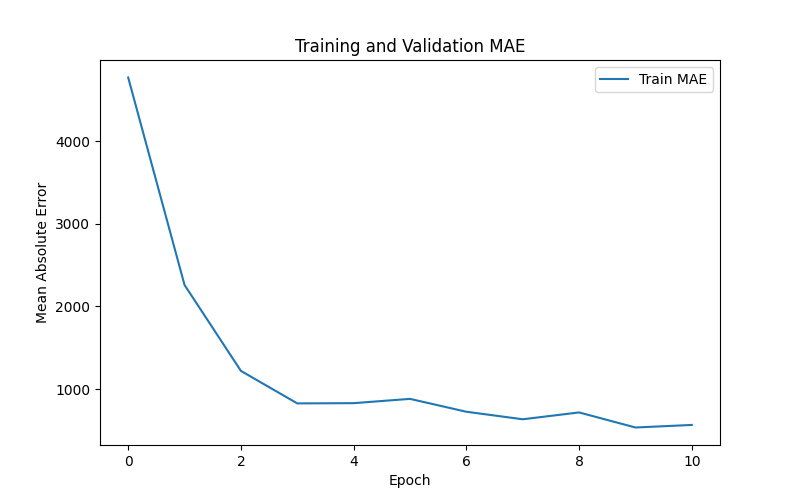 Training and Validation MAE
Train MAE
Mean Absolute Error
4000
3000
2000
1000
0 2 4 6 8 10
Epoch